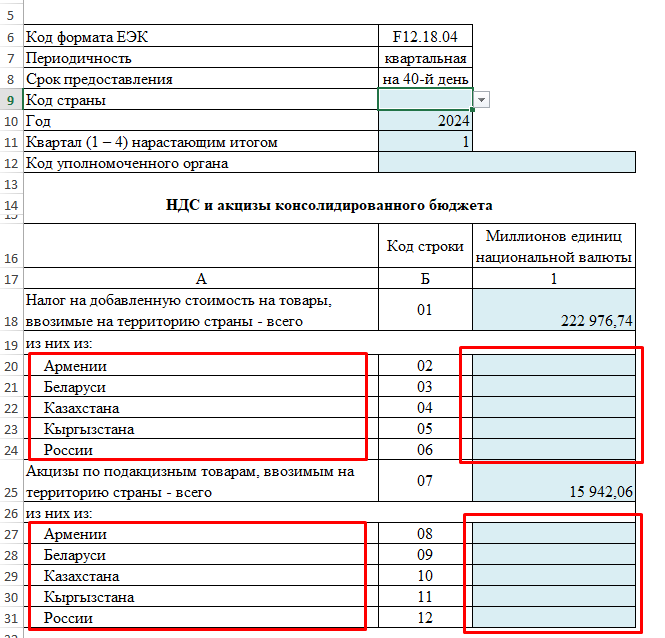 5
6 Код формата ЕЭК F12.18.04
7 Периодичность квартальная
8 Срок предоставления на 40-й день
9 Код страны
10 Год 2024
11 Квартал (1 – 4) нарастающим итогом 1
12 Код уполномоченного органа
13
14 НДС и акцизы консолидированного бюджета
15
Миллионов единиц
16 Код строки национальной валюты
17 А Б 1
Налог на добавленную стоимость на товары,
18 ввозимые на территорию страны - всего 01 222 976,74
19 из них из:
20 Армении 02
21 Беларуси 03
22 Казахстана 04
23 Кыргызстана 05
24 России 06
Акцизы по подакцизным товарам, ввозимым на
25 территорию страны - всего 07 15 942,06
26 из них из:
27 Армении 08
28 Беларуси 09
29 Казахстана 10
30 Кыргызстана 11
31 России 12